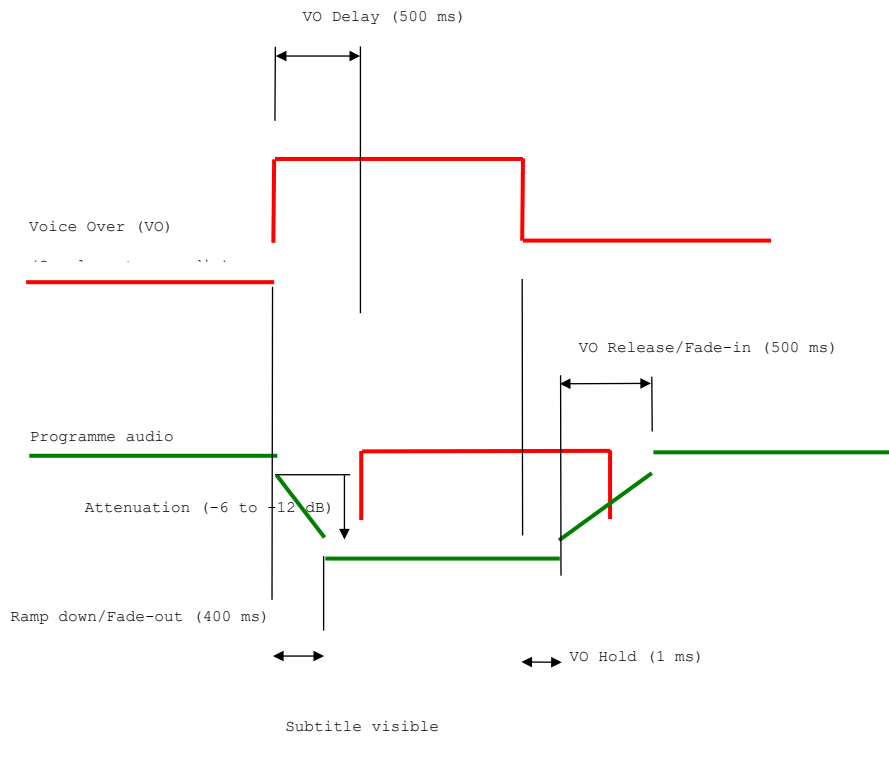 VO Delay (500 ms)
Voice Over (VO)
VO Release/Fade-in (500 ms)
Programme audio
Attenuation (-6 to -12 dB)
Ramp down/Fade-out (400 ms)
VO Hold (1 ms)
Subtitle visible